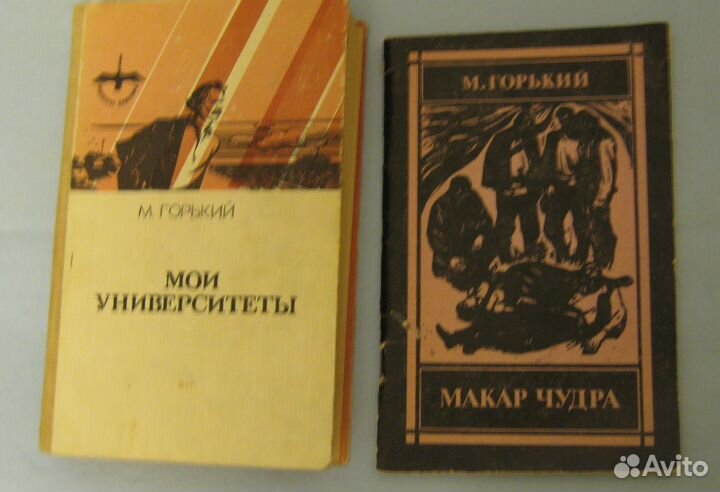 М. ГОРЬКИЙ
МОИ
УНИВЕРСИТЕТЫ
М. ГОРЬКИЙ
МАКАР ЧУДРА
Avito